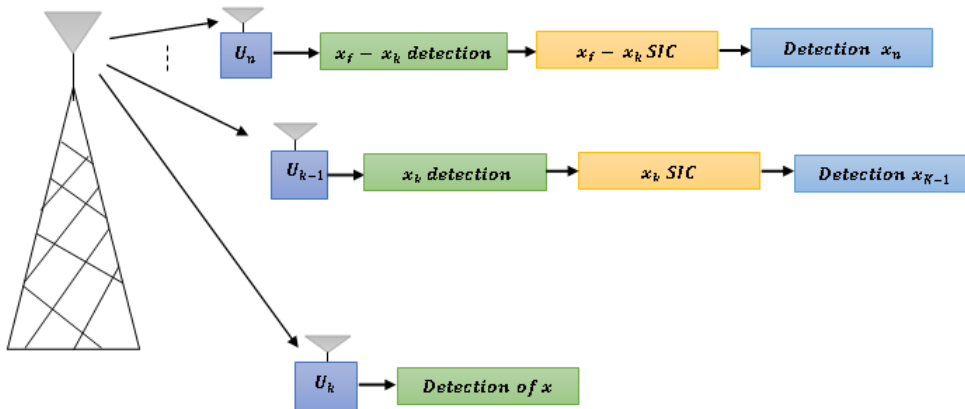 U_n
x_f − x_k detection
x_f − x_k SIC
Detection x_n
U_{k−1}
x_k detection
x_k SIC
Detection x_{K−1}
U_k
Detection of x